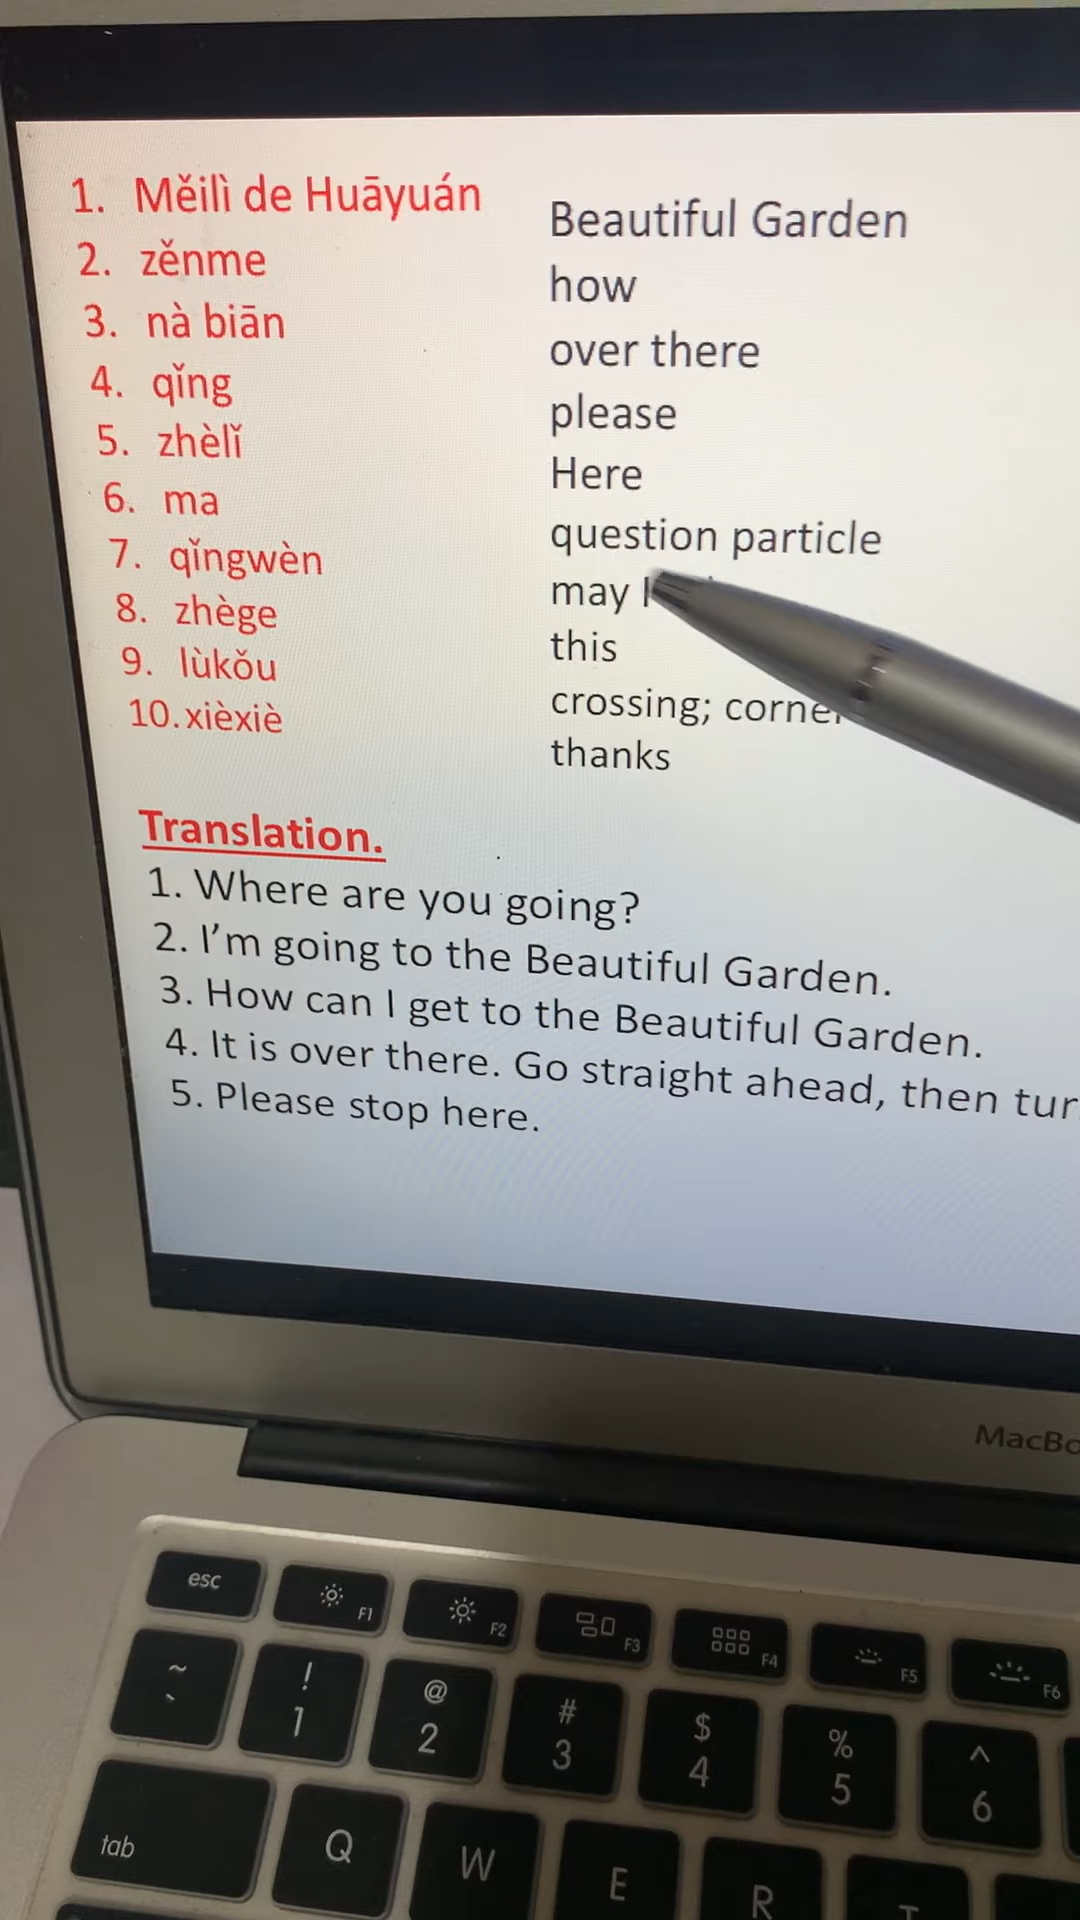 1. Měilì de Huāyuán
2. zěnme
3. nà biān
4. qǐng
5. zhèlǐ
6. ma
7. qǐngwèn
8. zhège
9. lùkǒu
10. xièxiè
Beautiful Garden
how
over there
please
Here
question particle
may I
this
crossing; corner
thanks
Translation.
1. Where are you going?
2. I'm going to the Beautiful Garden.
3. How can I get to the Beautiful Garden.
4. It is over there. Go straight ahead, then tur
5. Please stop here.
MacBo
esc F1 F2 F3 F4 F5 F6
~ ! @ # $ % ^
` 1 2 3 4 5 6
tab Q W E R T